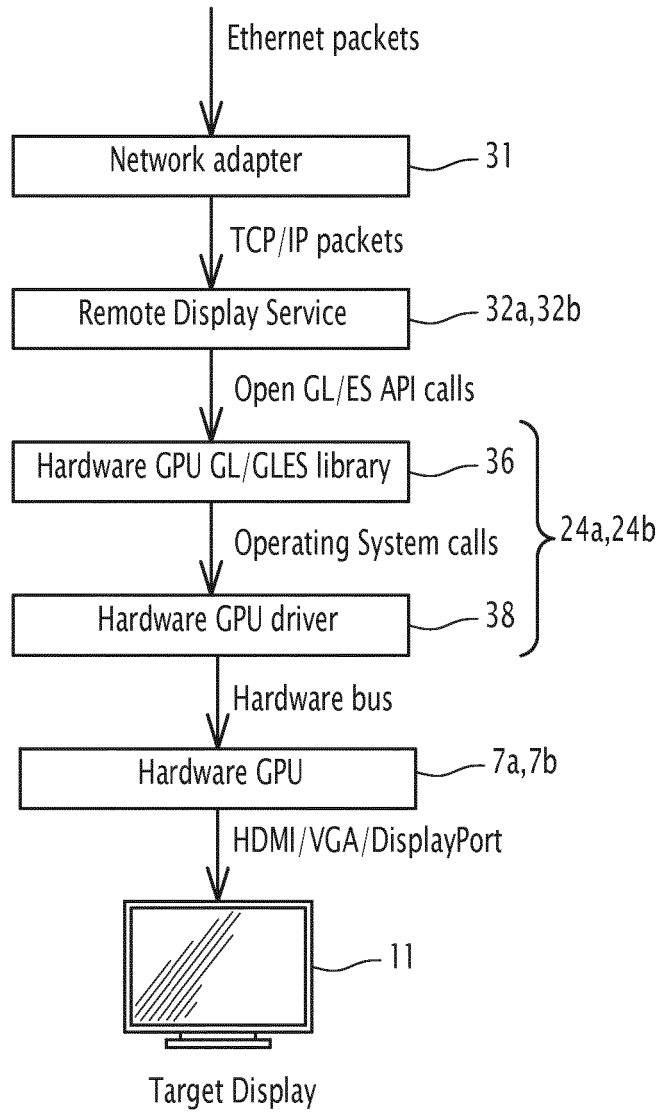 Ethernet packets
Network adapter
31
TCP/IP packets
Remote Display Service
32a,32b
Open GL/ES API calls
Hardware GPU GL/GLES library
36
24a,24b
Operating System calls
Hardware GPU driver
38
Hardware bus
Hardware GPU
7a,7b
HDMI/VGA/DisplayPort
11
Target Display